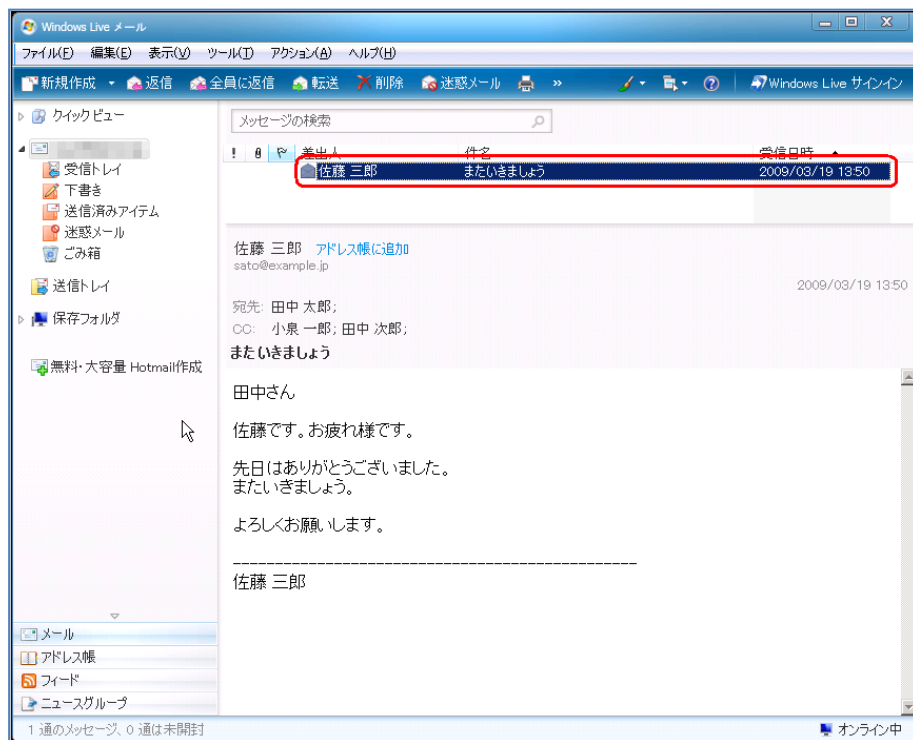 Windows Live メール
ファイル(F) 編集(E) 表示(V) ツール(T) アクション(A) ヘルプ(H)
新規作成 返信 全員に返信 転送 削除 迷惑メール » Windows Live サインイン
クイック ビュー
受信トレイ
下書き
送信済みアイテム
迷惑メール
ごみ箱
送信トレイ
保存フォルダ
無料・大容量 Hotmail作成
メッセージの検索
! 差出人 件名 受信日時
佐藤 三郎 またいきましょう 2009/03/19 13:50
佐藤 三郎 アドレス帳に追加
sato@example.jp
2009/03/19 13:50
宛先: 田中 太郎;
CC: 小泉 一郎; 田中 次郎;
またいきましょう
田中さん
佐藤です。お疲れ様です。
先日はありがとうございました。
またいきましょう。
よろしくお願いします。
------------------------------------------------
佐藤 三郎
メール
アドレス帳
フィード
ニュースグループ
1 通のメッセージ、0 通は未開封
オンライン中